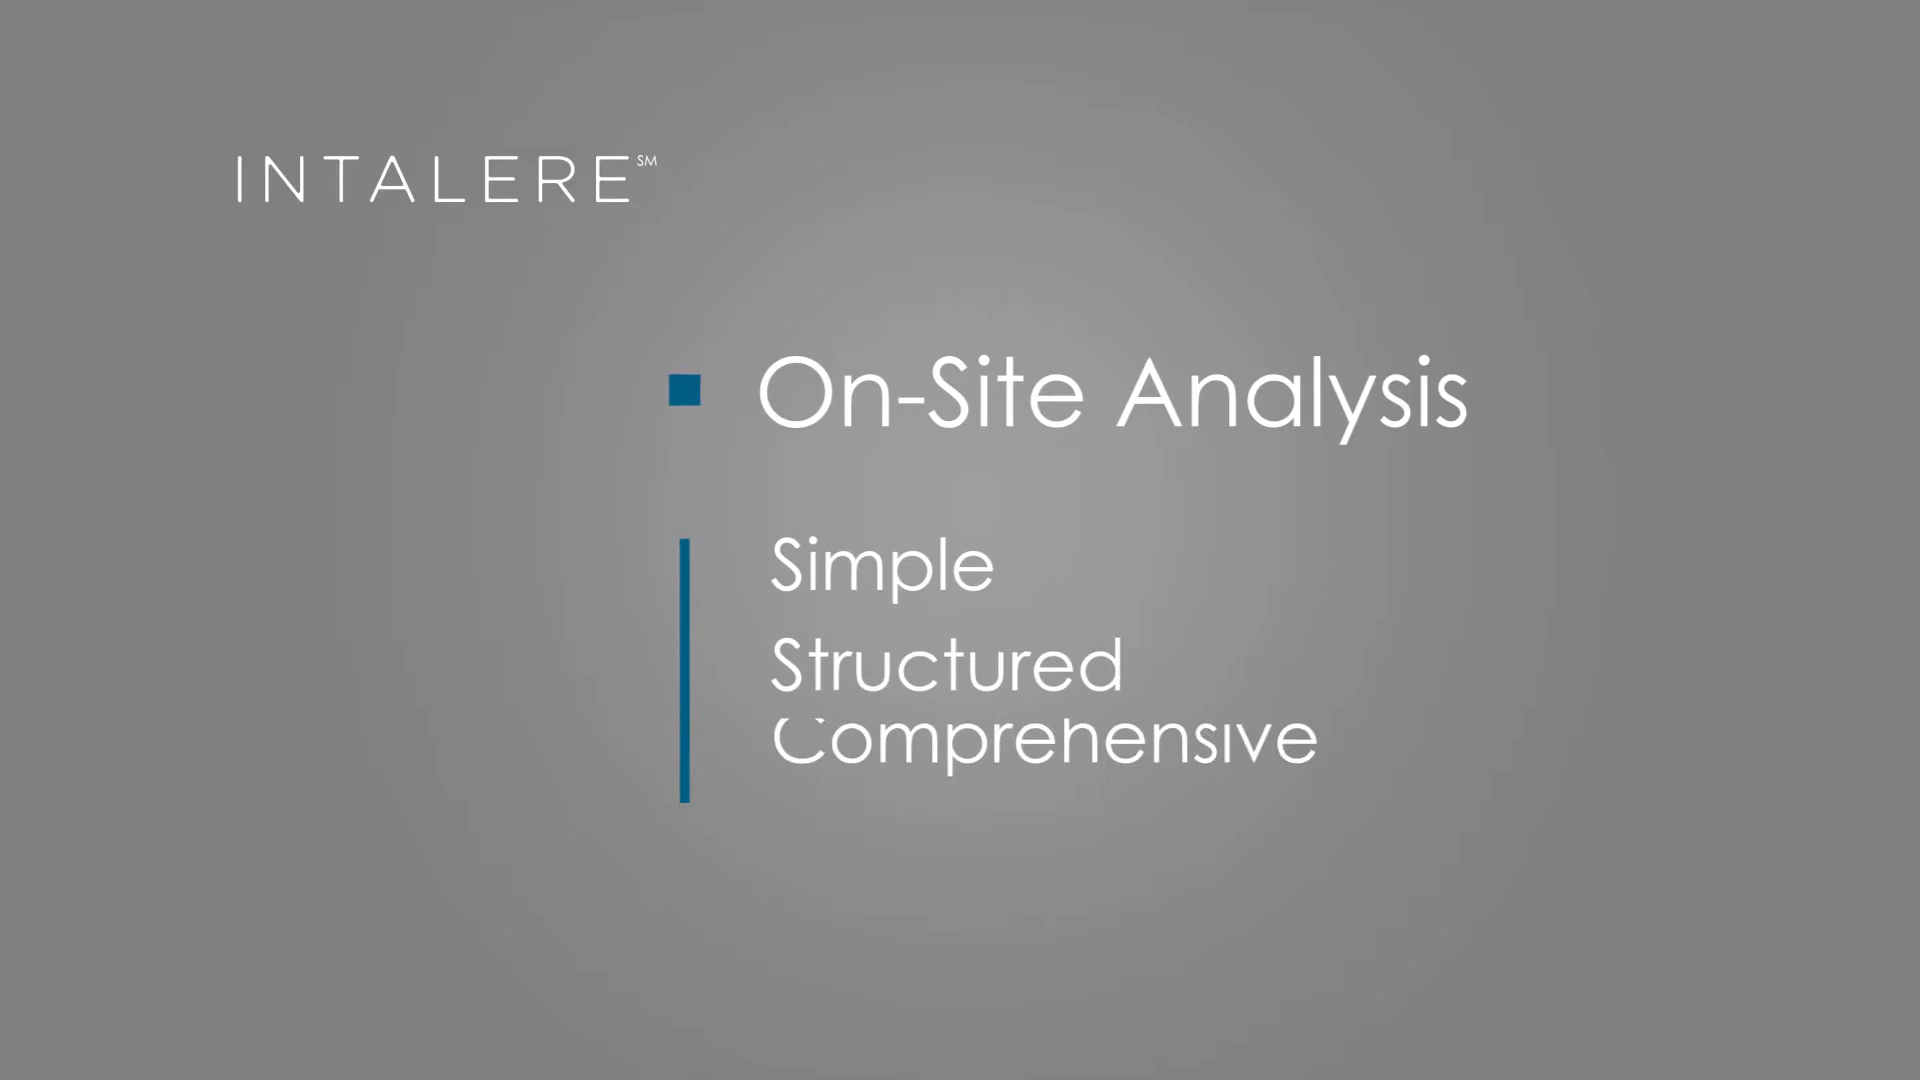 INTALERE℠
On-Site Analysis
Simple
Structured
Comprehensive